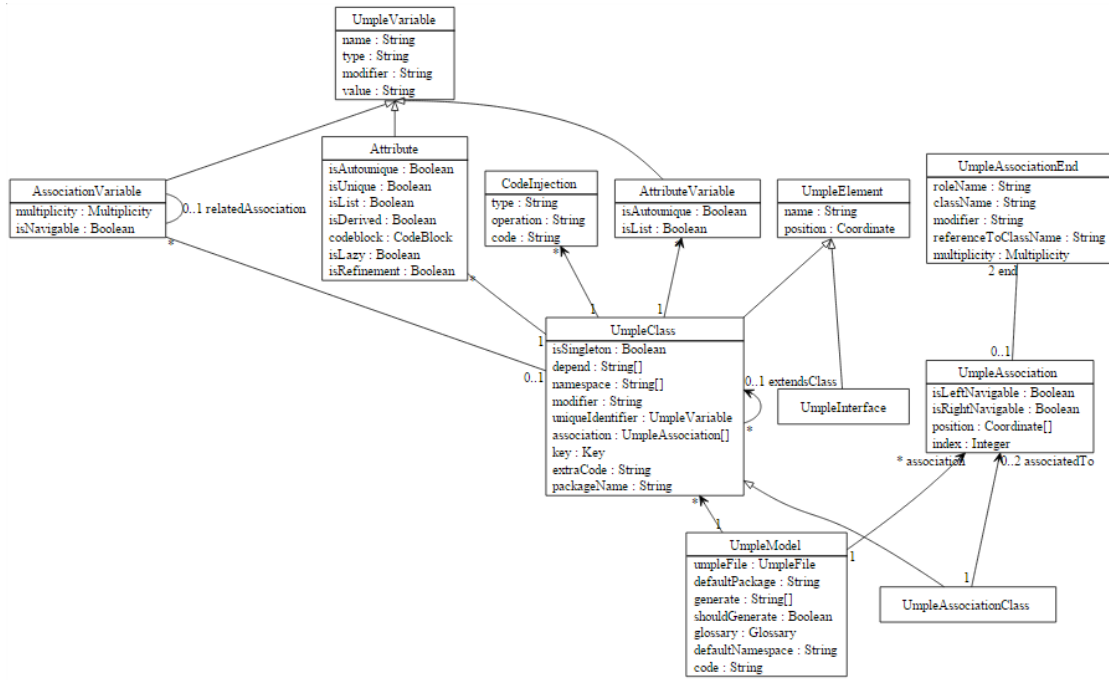 UmpleVariable
name : String
type : String
modifier : String
value : String
Attribute
isAutounique : Boolean
isUnique : Boolean
isList : Boolean
isDerived : Boolean
codeblock : CodeBlock
isLazy : Boolean
isRefinement : Boolean
*
1
AssociationVariable
multiplicity : Multiplicity
isNavigable : Boolean
0..1 relatedAssociation
*
0..1
CodeInjection
type : String
operation : String
code : String
*
1
AttributeVariable
isAutounique : Boolean
isList : Boolean
1
UmpleElement
name : String
position : Coordinate
UmpleAssociationEnd
roleName : String
className : String
modifier : String
referenceToClassName : String
multiplicity : Multiplicity
2 end
0..1
UmpleClass
isSingleton : Boolean
depend : String[]
namespace : String[]
modifier : String
uniqueIdentifier : UmpleVariable
association : UmpleAssociation[]
key : Key
extraCode : String
packageName : String
0..1 extendsClass
*
UmpleInterface
UmpleAssociation
isLeftNavigable : Boolean
isRightNavigable : Boolean
position : Coordinate[]
index : Integer
* association
0..2 associatedTo
*
1
1
1
UmpleModel
umpleFile : UmpleFile
defaultPackage : String
generate : String[]
shouldGenerate : Boolean
glossary : Glossary
defaultNamespace : String
code : String
UmpleAssociationClass